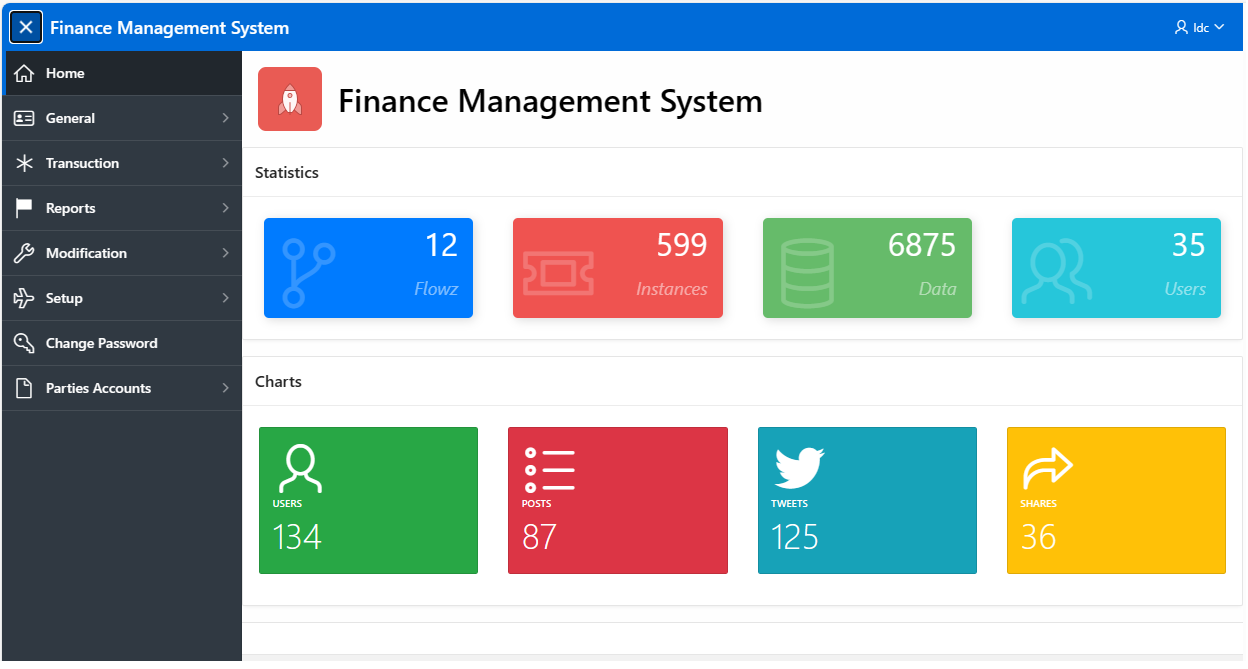 Finance Management System
ldc
Home
General
Transuction
Reports
Modification
Setup
Change Password
Parties Accounts
Finance Management System
Statistics
12
Flowz
599
Instances
6875
Data
35
Users
Charts
USERS
134
POSTS
87
TWEETS
125
SHARES
36